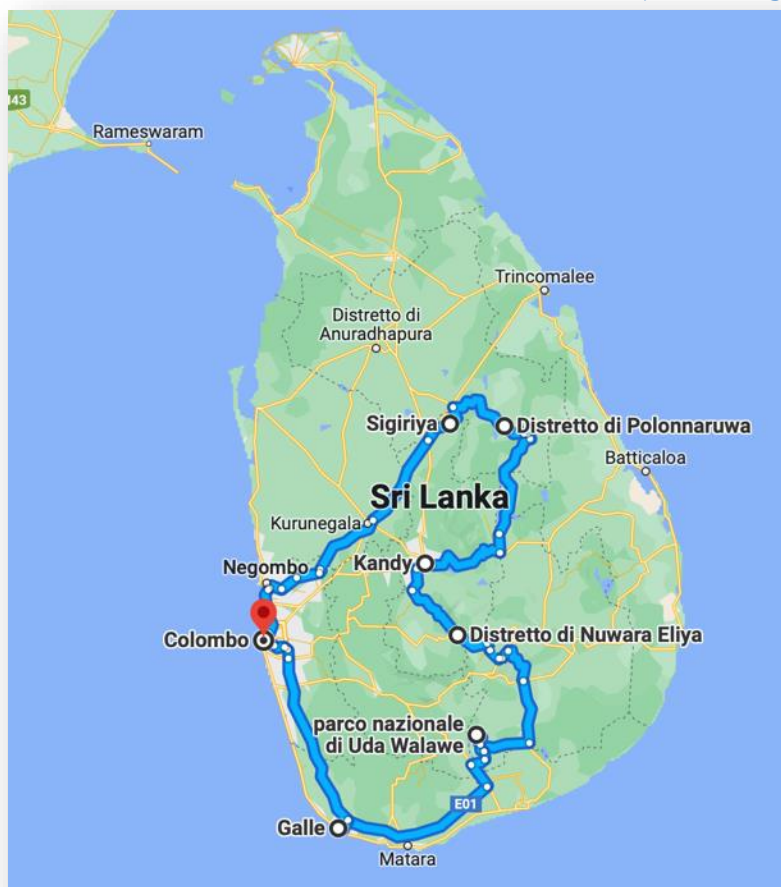 Rameswaram
Trincomalee
Distretto di
Anuradhapura
Sigiriya
Distretto di Polonnaruwa
Batticaloa
Sri Lanka
Kurunegala
Kandy
Negombo
Colombo
Distretto di Nuwara Eliya
parco nazionale
di Uda Walawe
E01
Galle
Matara